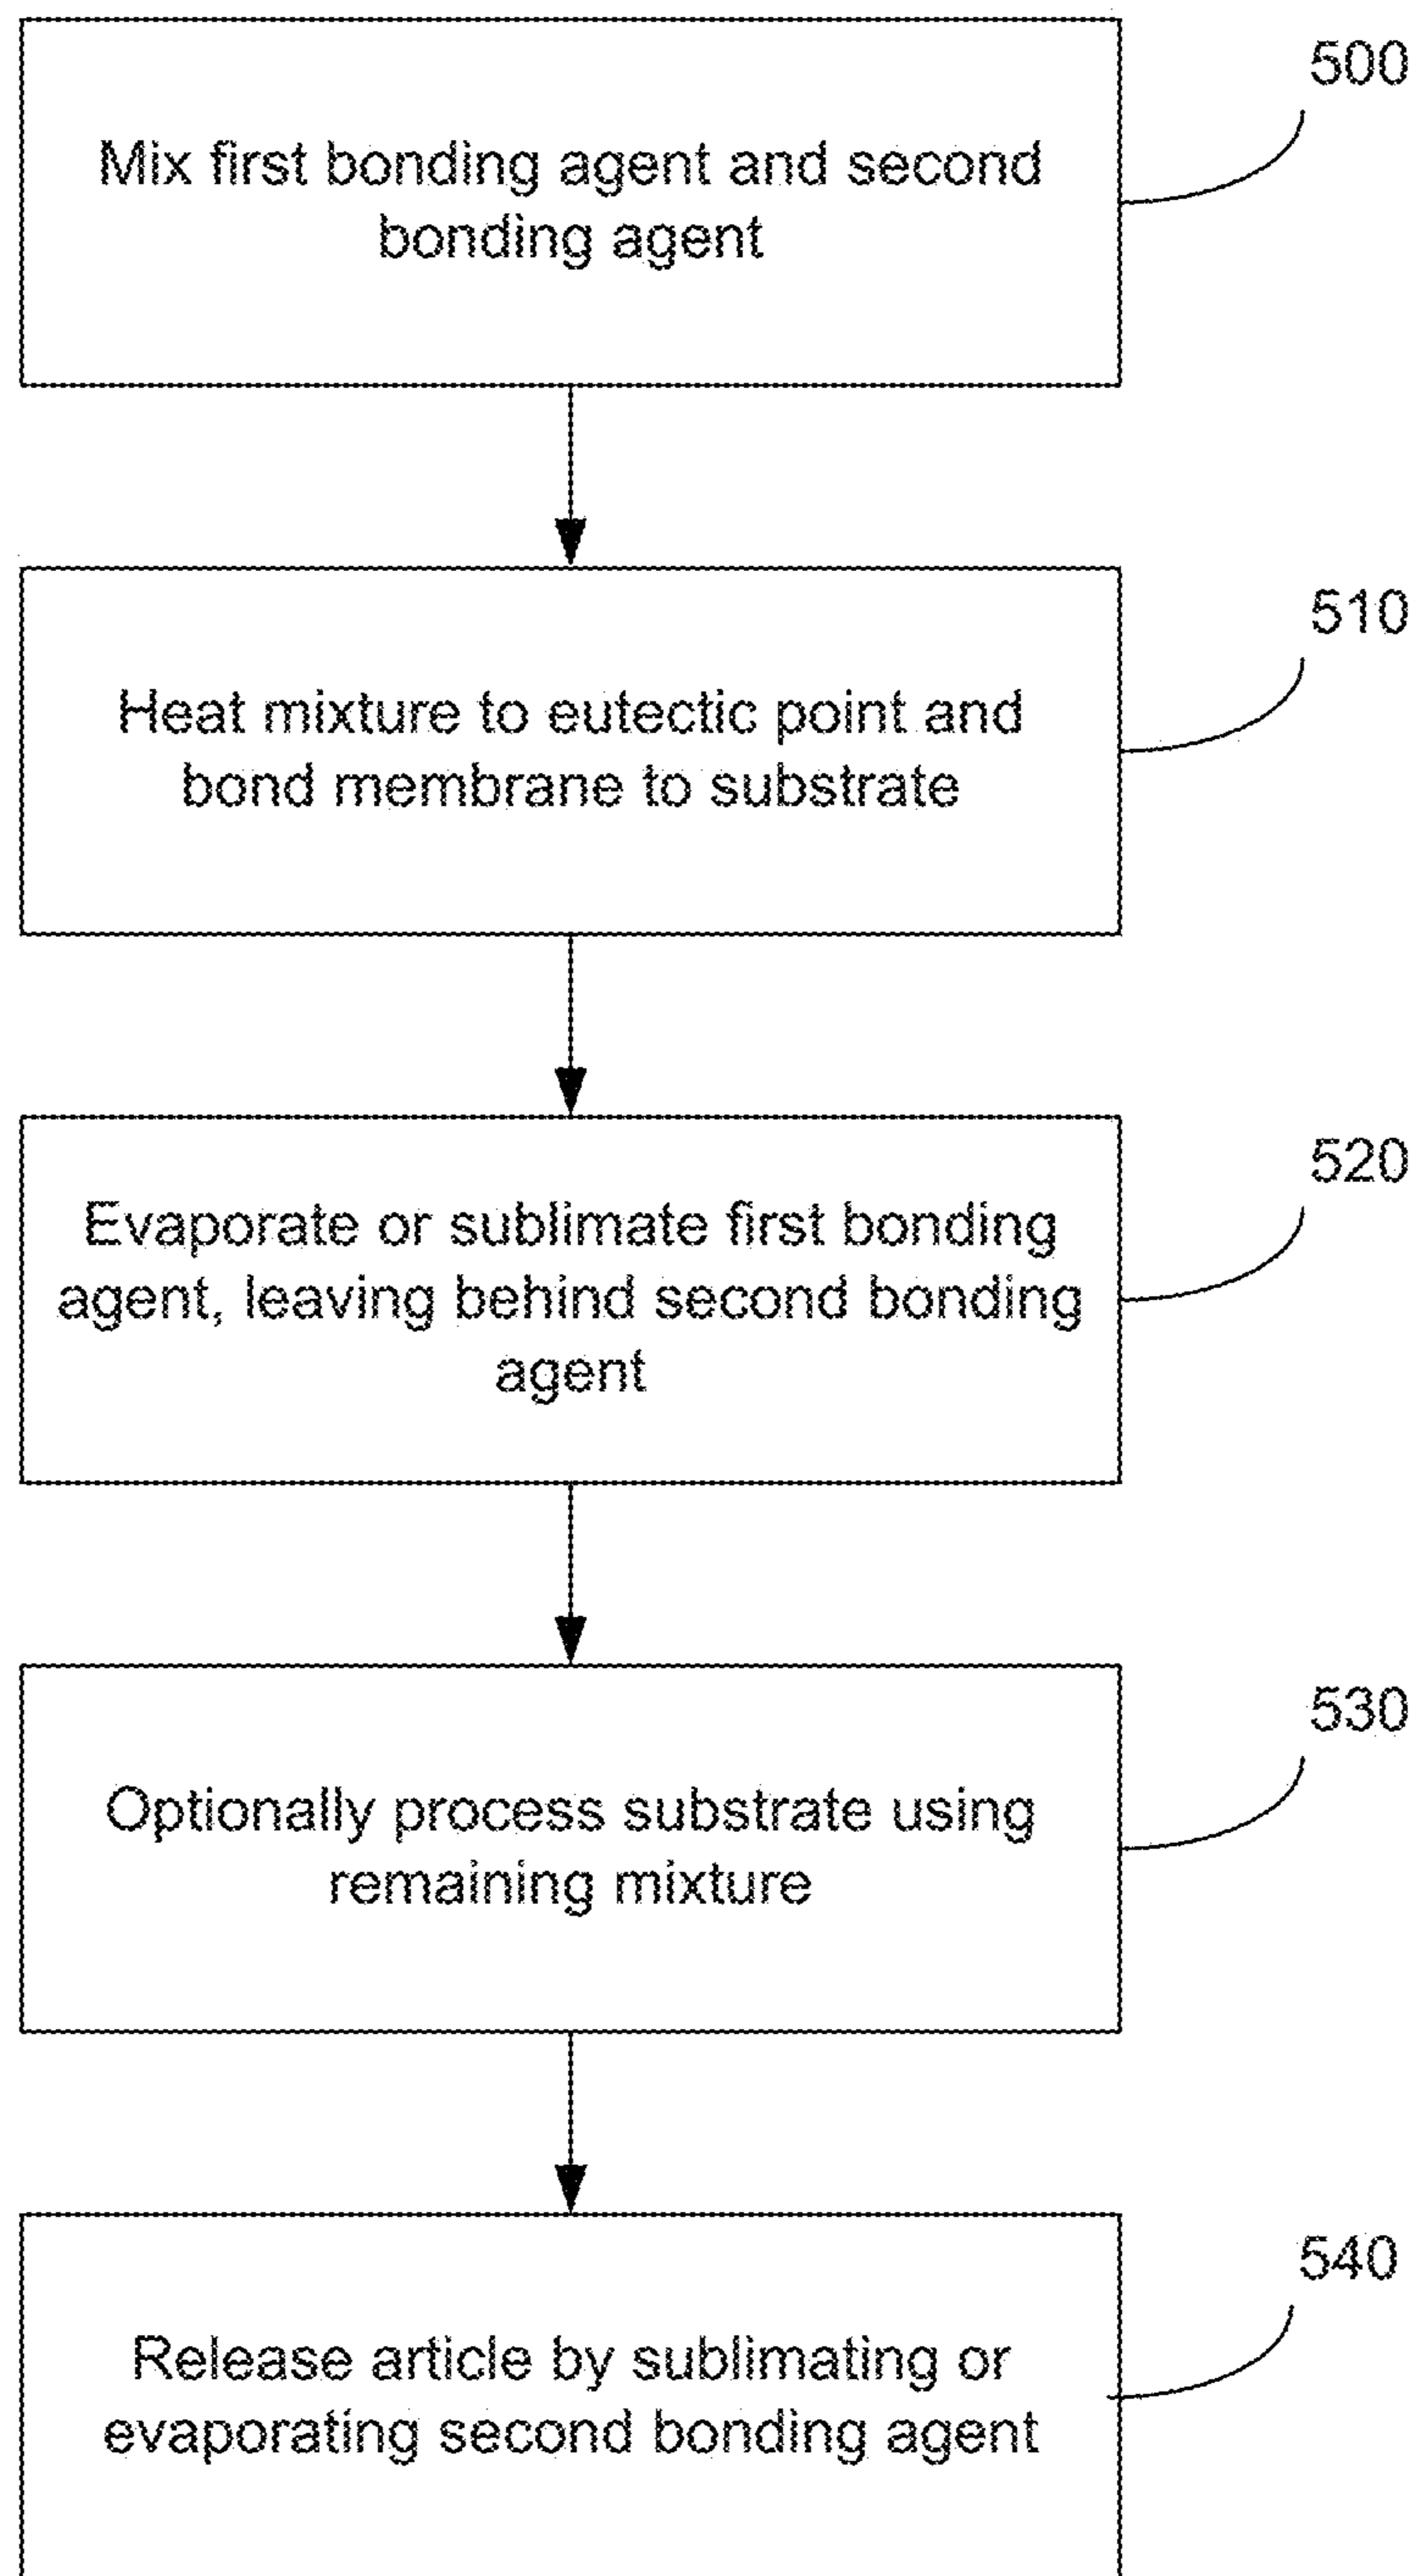 500
Mix first bonding agent and second
bonding agent
510
Heat mixture to eutectic point and
bond membrane to substrate
520
Evaporate or sublimate first bonding
agent, leaving behind second bonding
agent
530
Optionally process substrate using
remaining mixture
540
Release article by sublimating or
evaporating second bonding agent